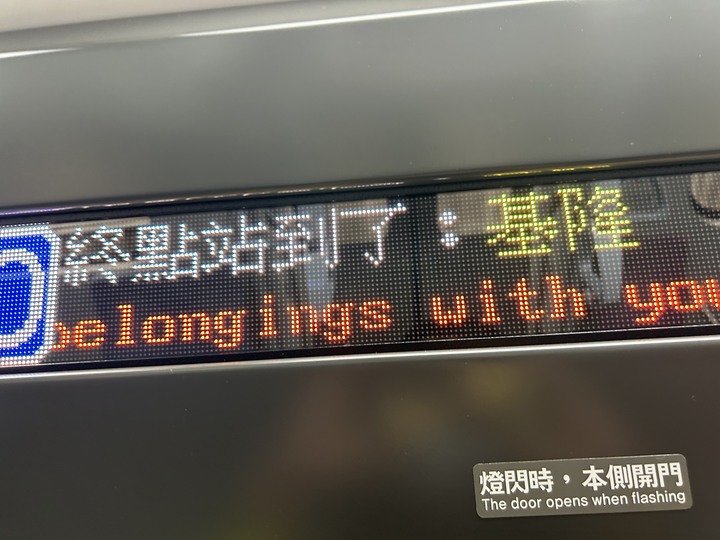 終點站到了：基隆
belongings with you
燈閃時，本側開門
The door opens when flashing